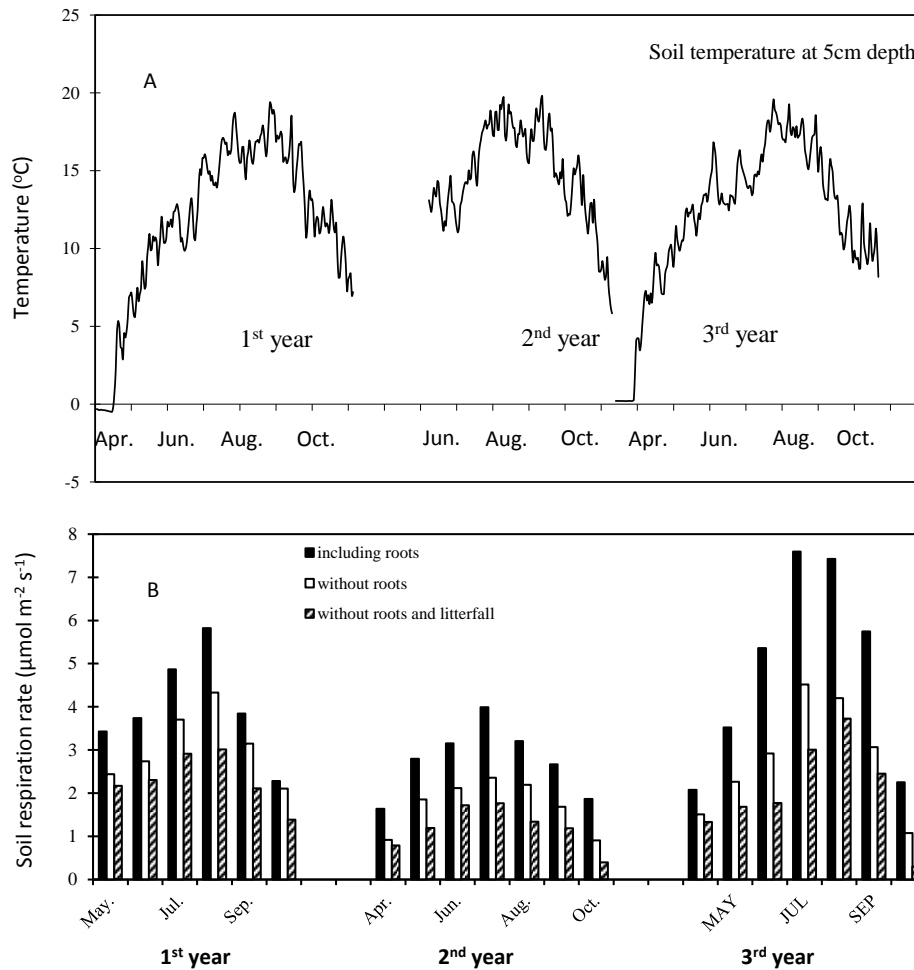 25
Soil temperature at 5cm depth
A
20
15
10
5
0
-5
Temperature (ºC)
1st year
2nd year
3rd year
Apr. Jun. Aug. Oct. Jun. Aug. Oct. Apr. Jun. Aug. Oct.
8
7
6
5
4
3
2
1
0
Soil respiration rate (µmol m⁻² s⁻¹)
B
including roots
without roots
without roots and litterfall
May. Jul. Sep. Apr. Jun. Aug. Oct. MAY JUL SEP
1st year 2nd year 3rd year